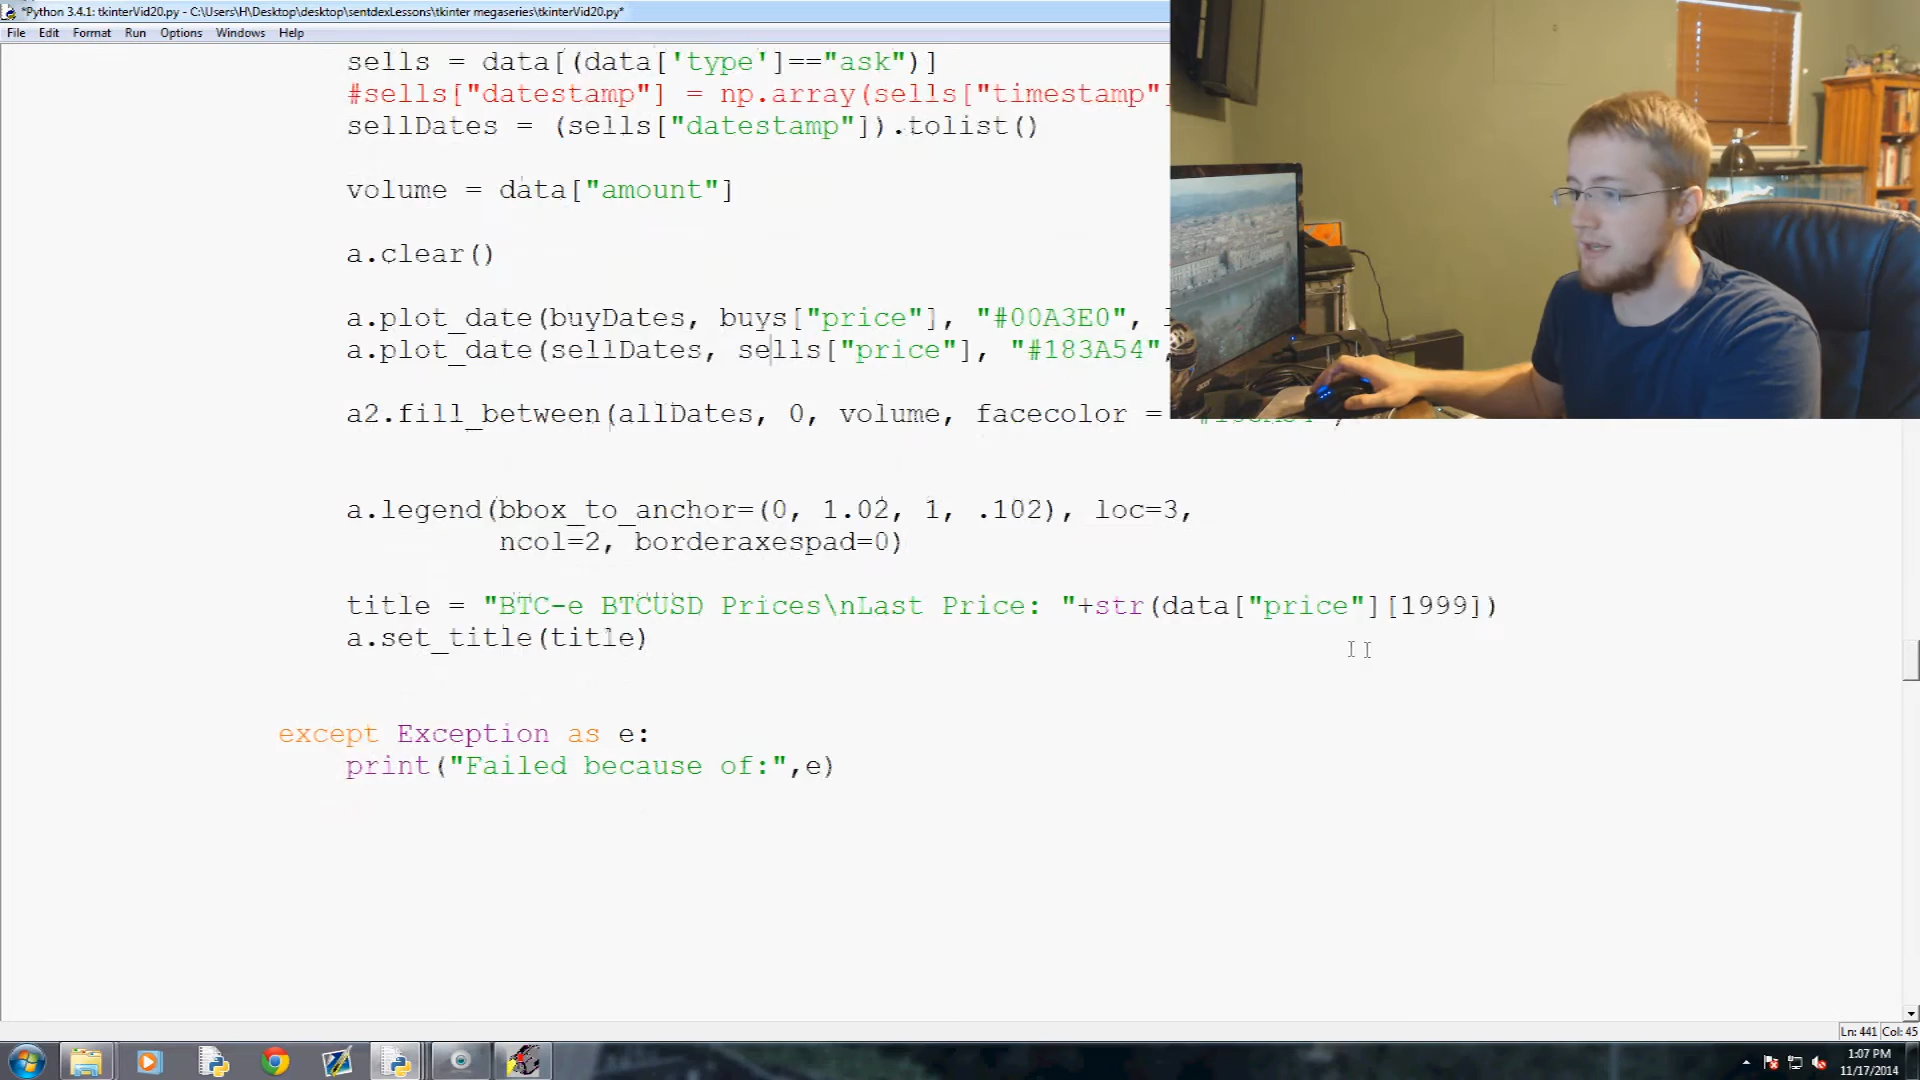 *Python 3.4.1: tkinterVid20.py - C:\Users\H\Desktop\desktop\sentdexLessons\tkinter megaseries\tkinterVid20.py*
File Edit Format Run Options Windows Help
sells = data[(data['type']=="ask")]
#sells["datestamp"] = np.array(sells["timestamp"]
sellDates = (sells["datestamp"]).tolist()
volume = data["amount"]
a.clear()
a.plot_date(buyDates, buys["price"], "#00A3E0",
a.plot_date(sellDates, sells["price"], "#183A54",
a2.fill_between(allDates, 0, volume, facecolor =
a.legend(bbox_to_anchor=(0, 1.02, 1, .102), loc=3,
ncol=2, borderaxespad=0)
title = "BTC-e BTCUSD Prices\nLast Price: "+str(data["price"][1999])
a.set_title(title)
except Exception as e:
print("Failed because of:",e)
Ln: 441 Col: 45
1:07 PM
11/17/2014